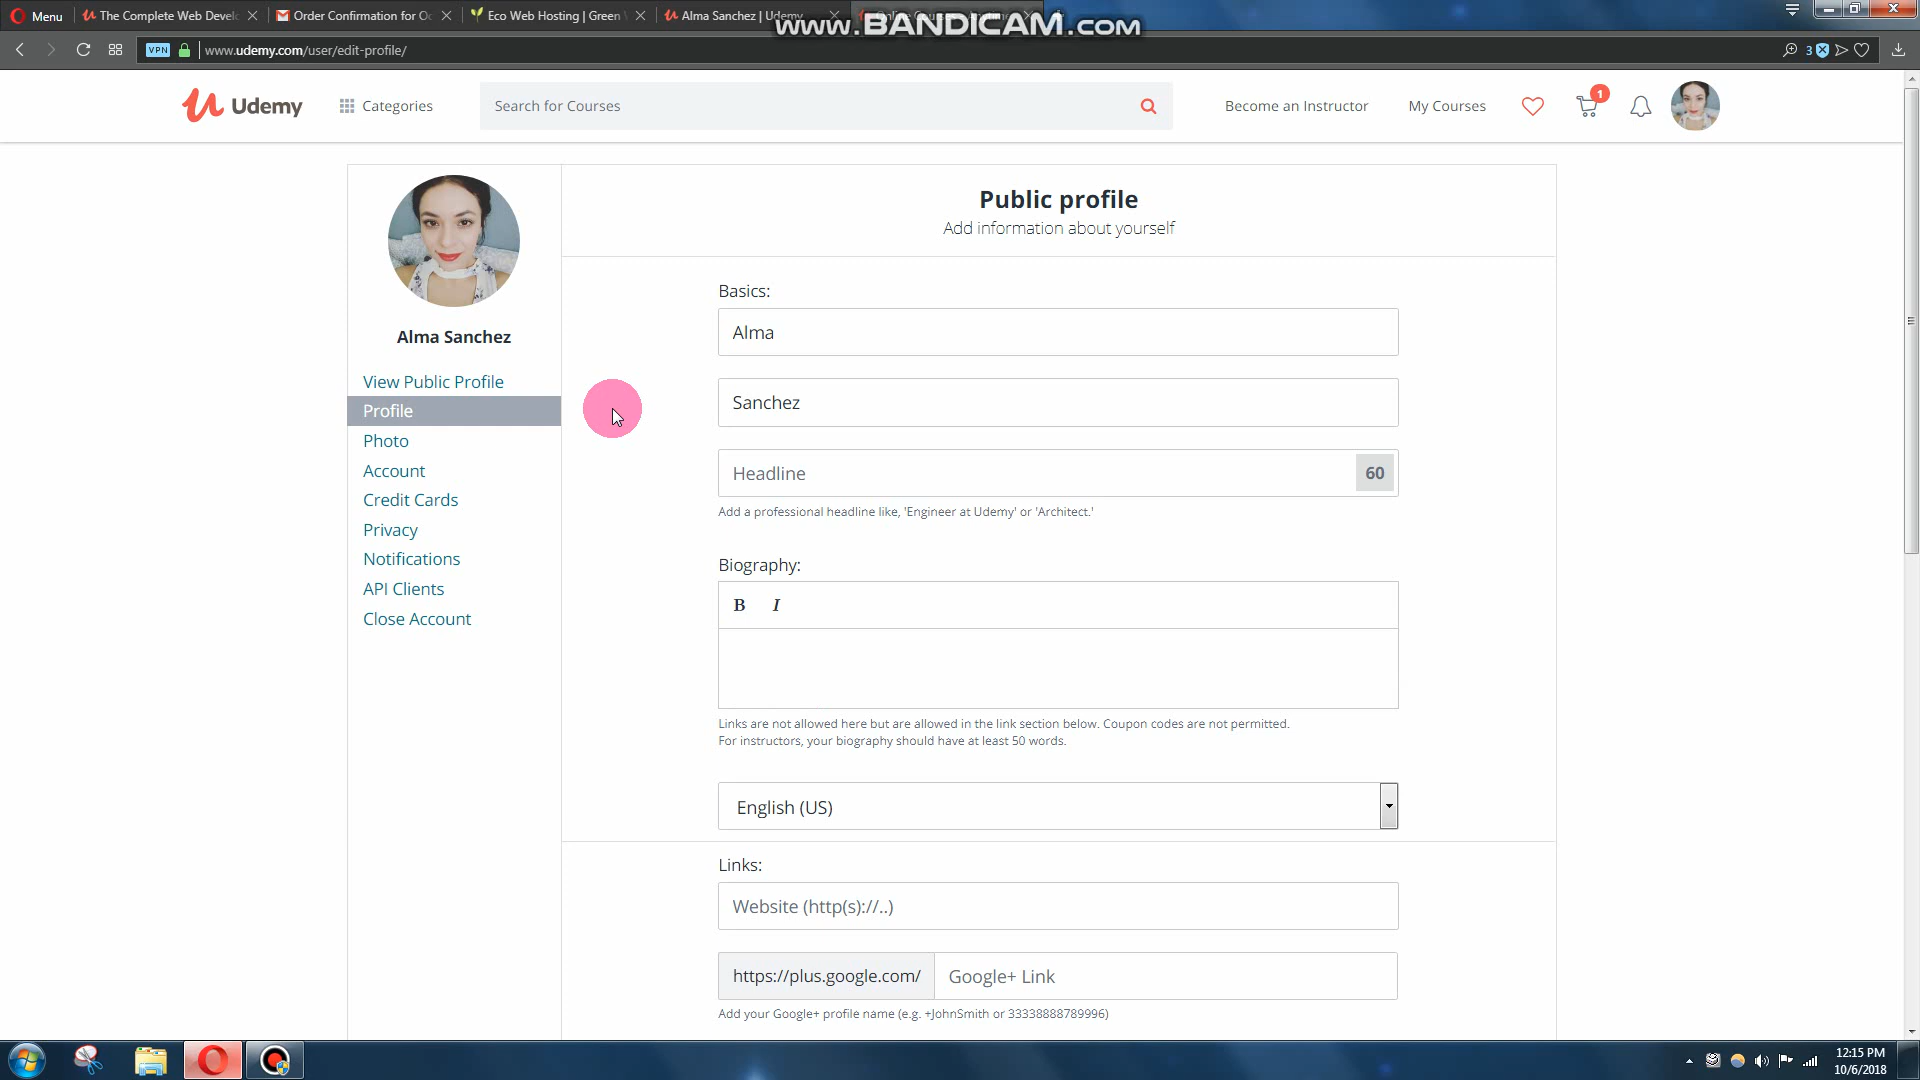 Menu
The Complete Web Develo
Order Confirmation for Oc
Eco Web Hosting | Green
Alma Sanchez | Udemy
www.BANDICAM.com
VPN
www.udemy.com/user/edit-profile/
3
Udemy
Categories
Search for Courses
Become an Instructor
My Courses
1
Alma Sanchez
View Public Profile
Profile
Photo
Account
Credit Cards
Privacy
Notifications
API Clients
Close Account
Public profile
Add information about yourself
Basics:
Alma
Sanchez
Headline
60
Add a professional headline like, 'Engineer at Udemy' or 'Architect.'
Biography:
B I
Links are not allowed here but are allowed in the link section below. Coupon codes are not permitted.
For instructors, your biography should have at least 50 words.
English (US)
Links:
Website (http(s)://..)
https://plus.google.com/
Google+ Link
Add your Google+ profile name (e.g. +JohnSmith or 33338888789996)
12:15 PM
10/6/2018